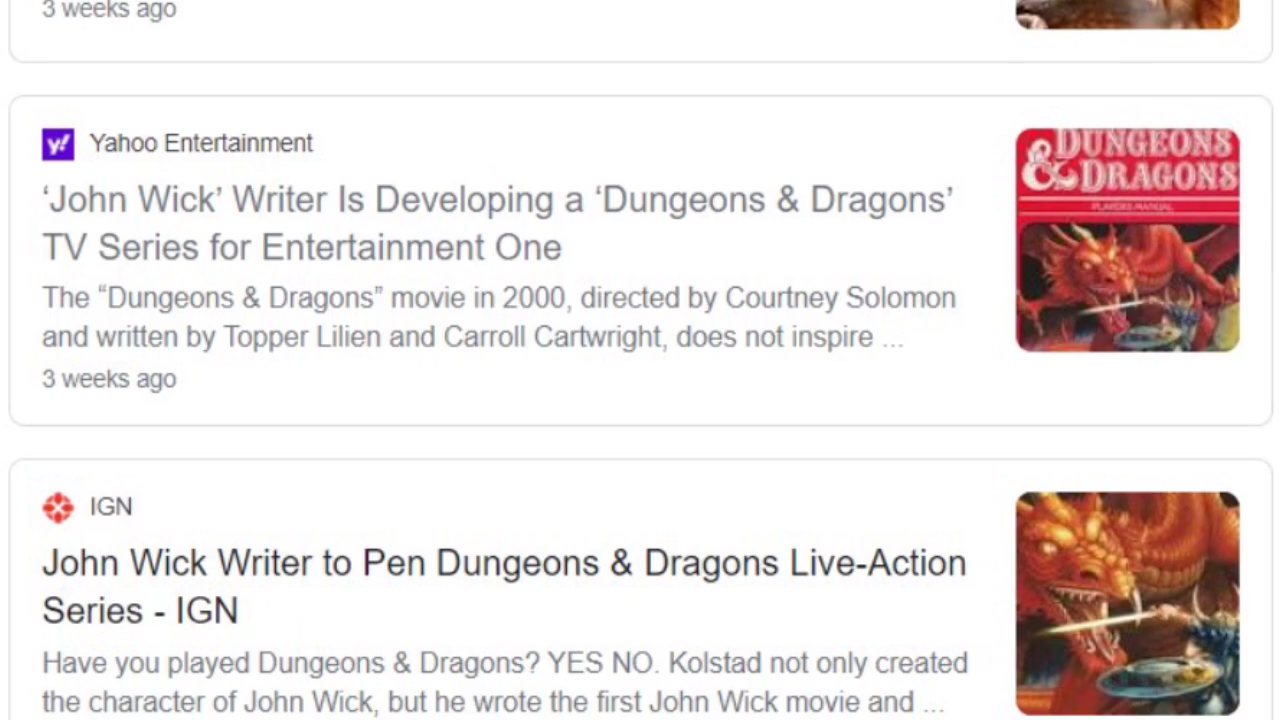 3 weeks ago
y!
Yahoo Entertainment
‘John Wick’ Writer Is Developing a ‘Dungeons & Dragons’
TV Series for Entertainment One
The “Dungeons & Dragons” movie in 2000, directed by Courtney Solomon
and written by Topper Lilien and Carroll Cartwright, does not inspire ...
3 weeks ago
DUNGEONS
& DRAGONS
PLAYERS MANUAL
IGN
John Wick Writer to Pen Dungeons & Dragons Live-Action
Series - IGN
Have you played Dungeons & Dragons? YES NO. Kolstad not only created
the character of John Wick, but he wrote the first John Wick movie and ...